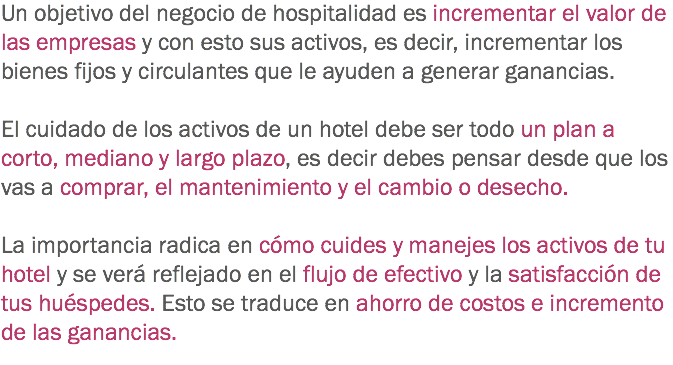 Un objetivo del negocio de hospitalidad es incrementar el valor de
las empresas y con esto sus activos, es decir, incrementar los
bienes fijos y circulantes que le ayuden a generar ganancias.
El cuidado de los activos de un hotel debe ser todo un plan a
corto, mediano y largo plazo, es decir debes pensar desde que los
vas a comprar, el mantenimiento y el cambio o desecho.
La importancia radica en cómo cuides y manejes los activos de tu
hotel y se verá reflejado en el flujo de efectivo y la satisfacción de
tus huéspedes. Esto se traduce en ahorro de costos e incremento
de las ganancias.